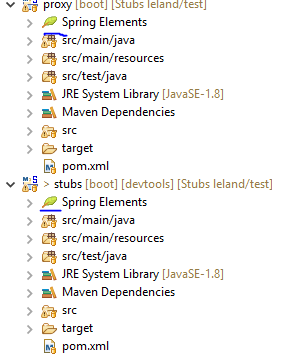 proxy [boot] [Stubs leland/test]
Spring Elements
src/main/java
src/main/resources
src/test/java
JRE System Library [JavaSE-1.8]
Maven Dependencies
src
target
pom.xml
> stubs [boot] [devtools] [Stubs leland/test]
Spring Elements
src/main/java
src/main/resources
src/test/java
JRE System Library [JavaSE-1.8]
Maven Dependencies
src
target
pom.xml